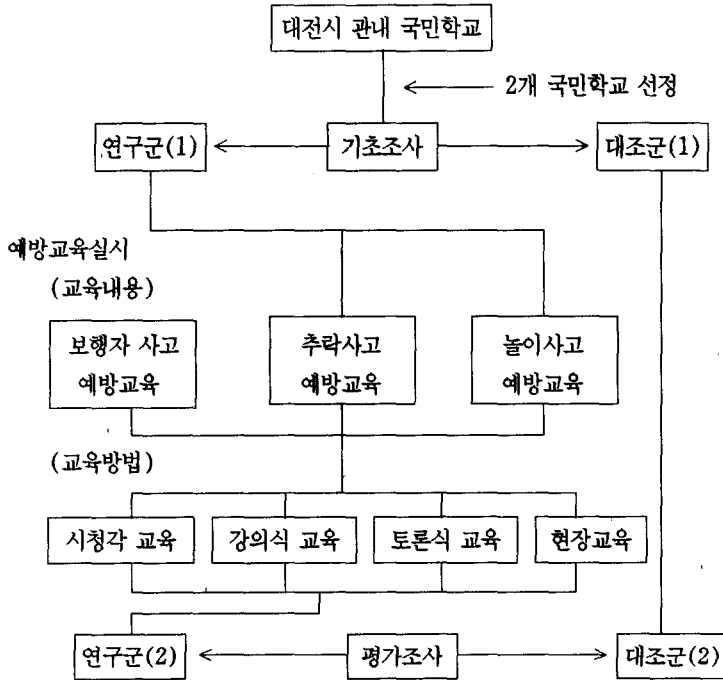 대전시 관내 국민학교
2개 국민학교 선정
연구군(1)
기초조사
대조군(1)
예방교육실시
(교육내용)
보행자 사고
예방교육
추락사고
예방교육
놀이사고
예방교육
(교육방법)
시청각 교육
강의식 교육
토론식 교육
현장교육
연구군(2)
평가조사
대조군(2)